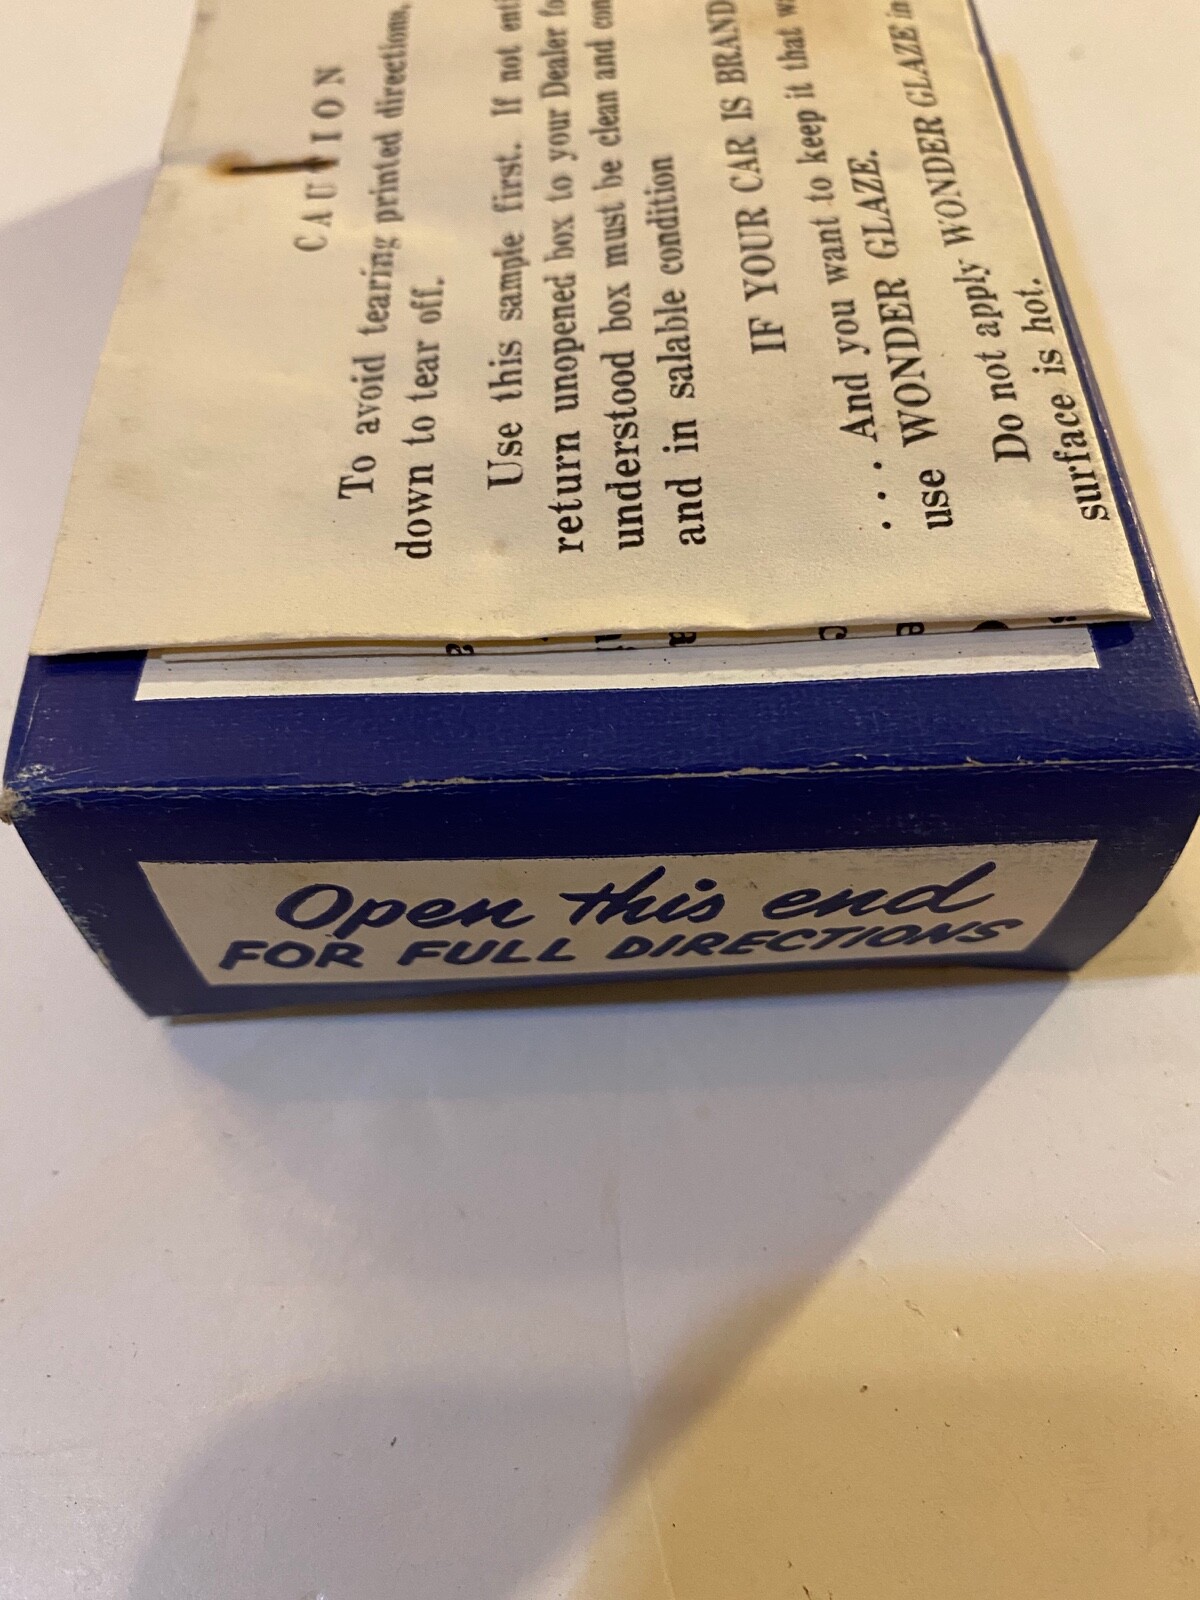 CAUTION
To avoid tearing printed directions,
down to tear off.
Use this sample first. If not
return unopened box to your Dealer
understood box must be clean and
and in salable condition
IF YOUR CAR IS BRAND
. . . And you want to keep it that
use WONDER GLAZE.
Do not apply WONDER GLAZE in
surface is hot.
Open this end
FOR FULL DIRECTIONS